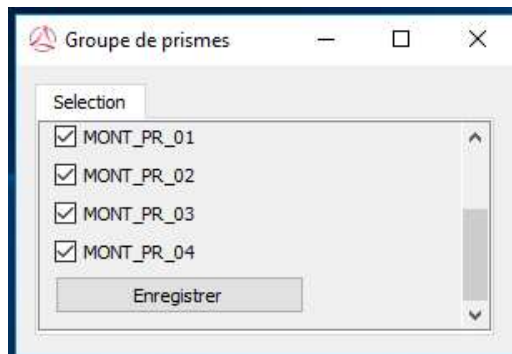 Groupe de prismes
Selection
MONT_PR_01
MONT_PR_02
MONT_PR_03
MONT_PR_04
Enregistrer